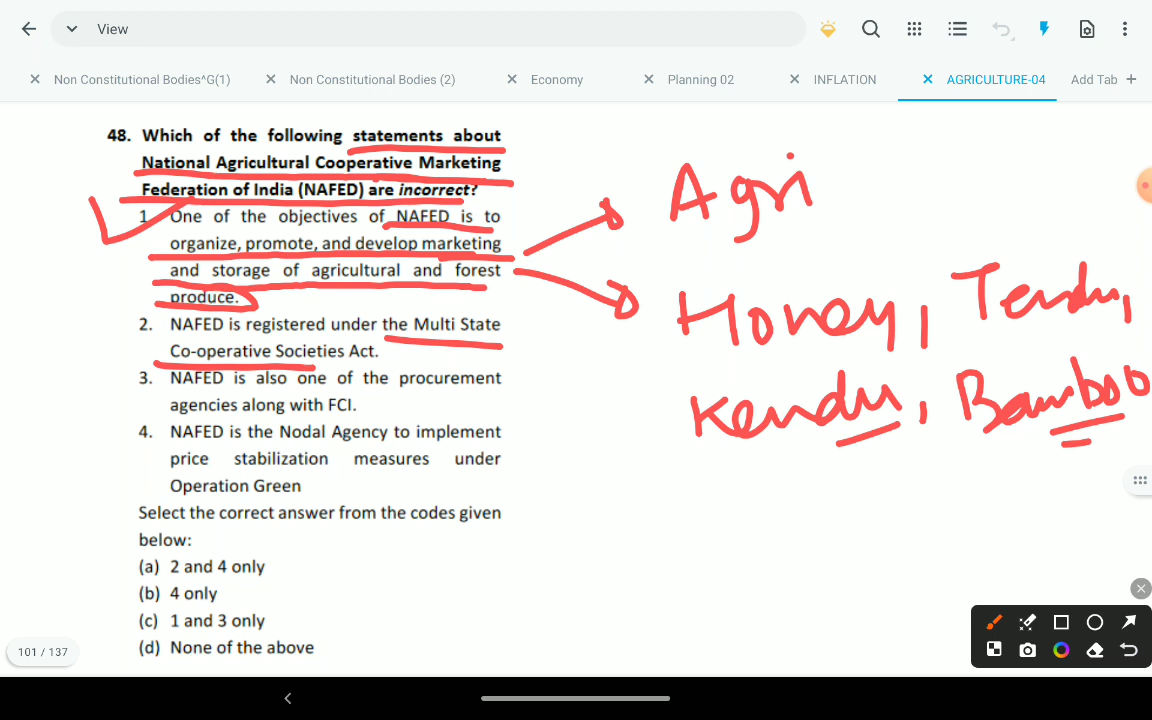 View
Non Constitutional Bodies^G(1)
Non Constitutional Bodies (2)
Economy
Planning 02
INFLATION
AGRICULTURE-04
Add Tab
48. Which of the following statements about
National Agricultural Cooperative Marketing
Federation of India (NAFED) are incorrect?
1. One of the objectives of NAFED is to
organize, promote, and develop marketing
and storage of agricultural and forest
produce.
2. NAFED is registered under the Multi State
Co-operative Societies Act.
3. NAFED is also one of the procurement
agencies along with FCI.
4. NAFED is the Nodal Agency to implement
price stabilization measures under
Operation Green
Select the correct answer from the codes given
below:
(a) 2 and 4 only
(b) 4 only
(c) 1 and 3 only
(d) None of the above
Agri
Honey, Tendu,
Kendu, Bamboo
101 / 137